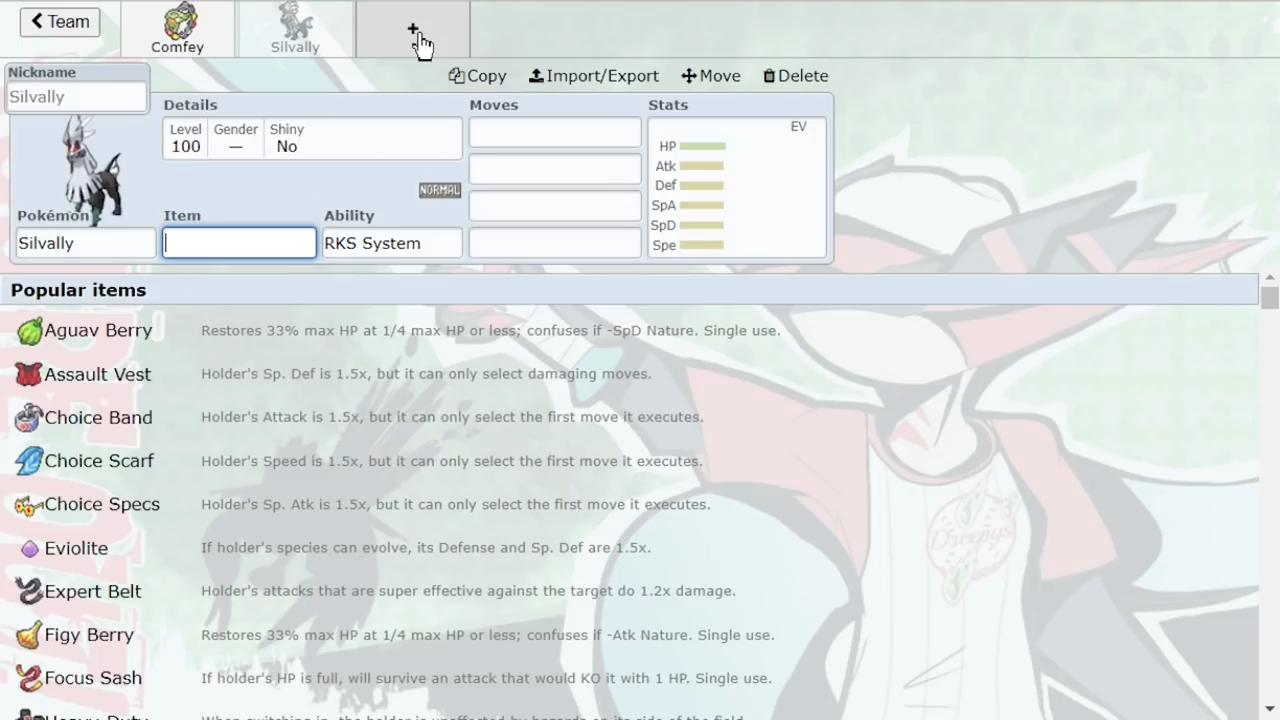 Team
Comfey
Silvally
+
Nickname
Silvally
Copy
Import/Export
Move
Delete
Details
Moves
Stats
Level
Gender
Shiny
100
—
No
EV
HP
Atk
NORMAL
Def
SpA
Pokémon
Item
Ability
SpD
Silvally
RKS System
Spe
Popular items
Aguav Berry Restores 33% max HP at 1/4 max HP or less; confuses if -SpD Nature. Single use.
Assault Vest Holder's Sp. Def is 1.5x, but it can only select damaging moves.
Choice Band Holder's Attack is 1.5x, but it can only select the first move it executes.
Choice Scarf Holder's Speed is 1.5x, but it can only select the first move it executes.
Choice Specs Holder's Sp. Atk is 1.5x, but it can only select the first move it executes.
Eviolite If holder's species can evolve, its Defense and Sp. Def are 1.5x.
Expert Belt Holder's attacks that are super effective against the target do 1.2x damage.
Figy Berry Restores 33% max HP at 1/4 max HP or less; confuses if -Atk Nature. Single use.
Focus Sash If holder's HP is full, will survive an attack that would KO it with 1 HP. Single use.
Dreepys